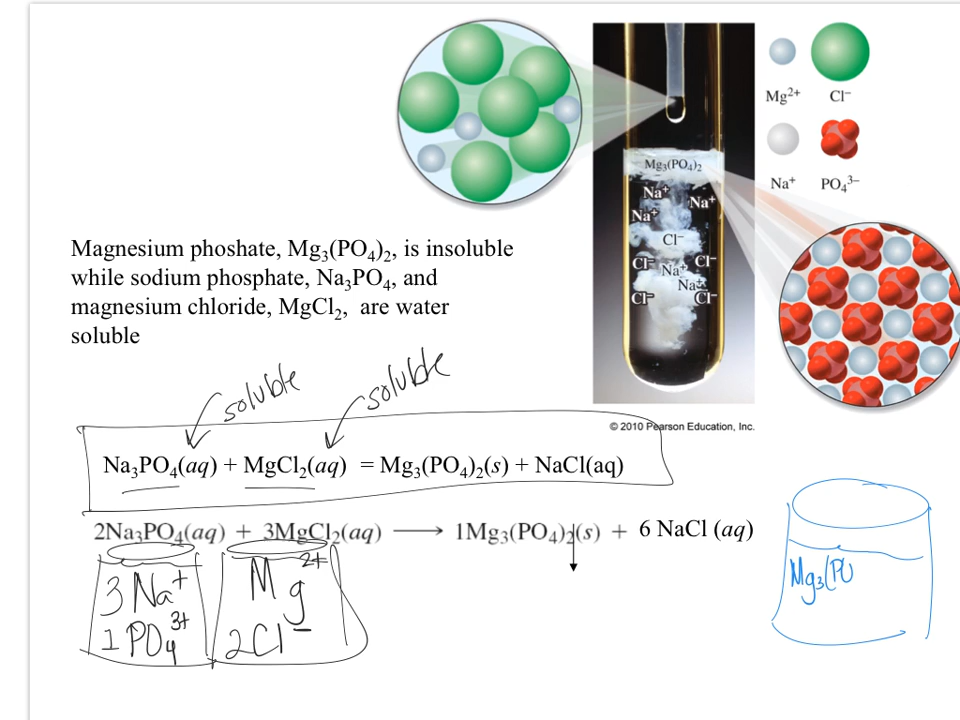 Mg²⁺ Cl⁻
Na⁺ PO₄³⁻
Mg₃(PO₄)₂
Na⁺
Na⁺
Na⁺
Cl⁻
Cl⁻ Na⁺ Cl⁻
Na⁺
Cl⁻ Cl⁻
© 2010 Pearson Education, Inc.
Magnesium phoshate, Mg₃(PO₄)₂, is insoluble
while sodium phosphate, Na₃PO₄, and
magnesium chloride, MgCl₂, are water
soluble
soluble soluble
Na₃PO₄(aq) + MgCl₂(aq) = Mg₃(PO₄)₂(s) + NaCl(aq)
2Na₃PO₄(aq) + 3MgCl₂(aq) ⟶ 1Mg₃(PO₄)₂(s) + 6 NaCl (aq)
3 Na⁺
1 PO₄³⁺
Mg²⁺
2Cl⁻
Mg₃(PO